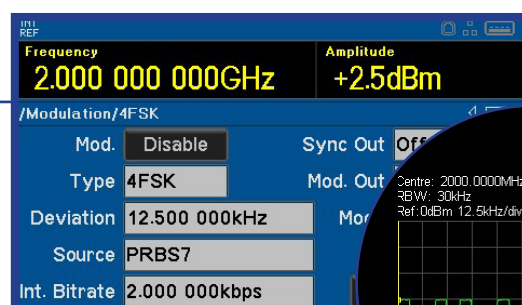 INT
REF
Frequency
2.000 000 000GHz
Amplitude
+2.5dBm
/Modulation/4FSK
Mod. Disable Sync Out Off
Type 4FSK Mod. Out
Deviation 12.500 000kHz
Source PRBS7
Int. Bitrate 2.000 000kbps
Centre: 2000.0000MHz
RBW: 30kHz
Ref: 0dBm 12.5kHz/div